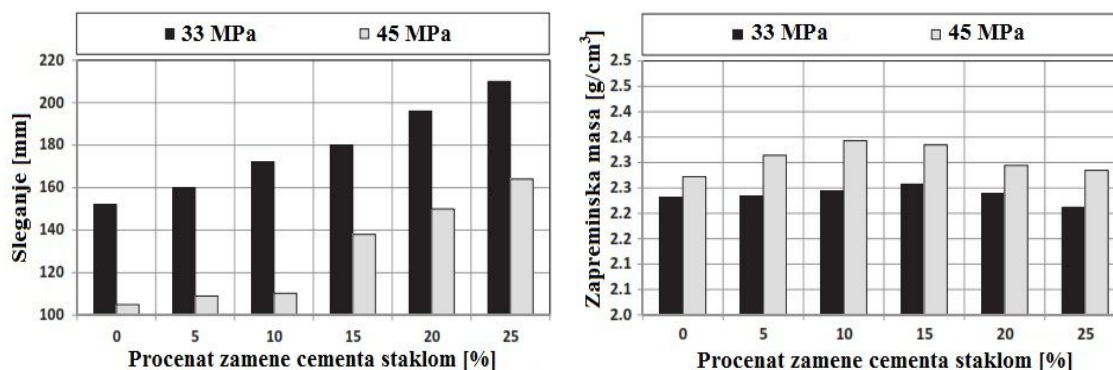 33 MPa 45 MPa
220
200
180
160
140
120
100
Sleganje [mm]
0 5 10 15 20 25
Procenat zamene cementa staklom [%]
33 MPa 45 MPa
2.5
2.4
2.4
2.3
2.3
2.2
2.2
2.1
2.1
2.0
Zapreminska masa [g/cm³]
0 5 10 15 20 25
Procenat zamene cementa staklom [%]